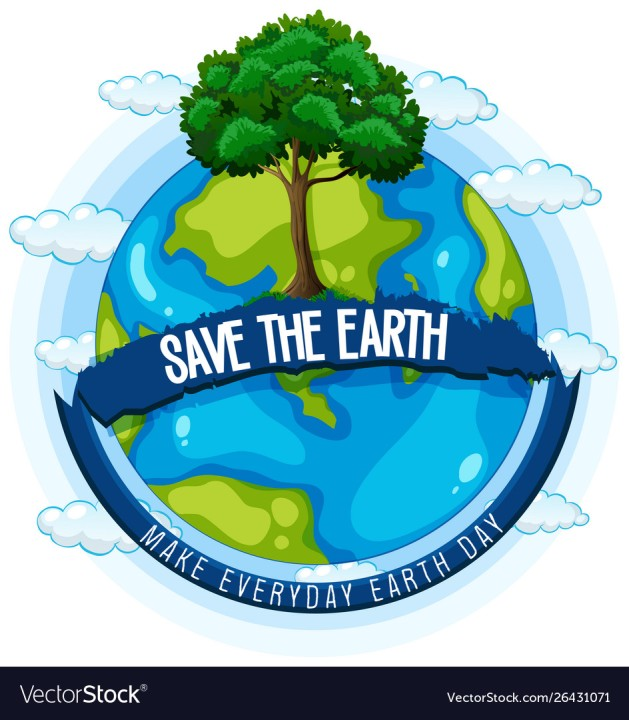 SAVE THE EARTH
MAKE EVERYDAY EARTH DAY
VectorStock®
VectorStock.com/26431071